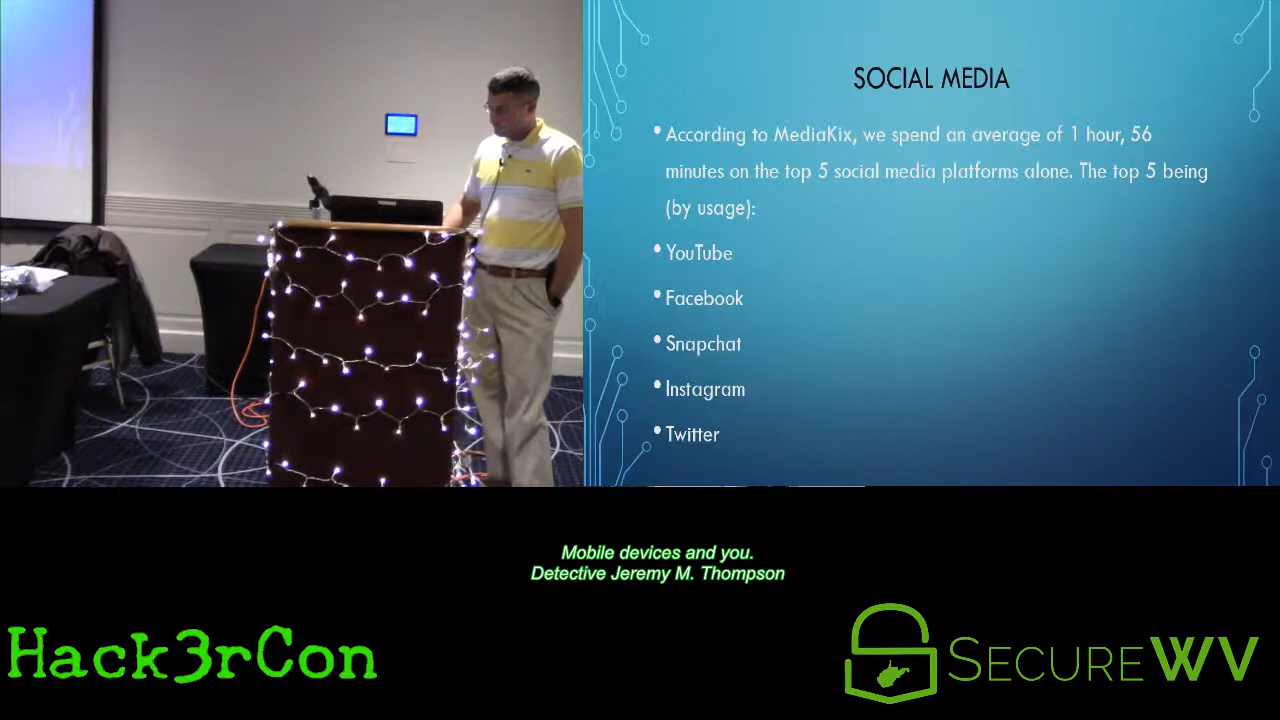 SOCIAL MEDIA
• According to MediaKix, we spend an average of 1 hour, 56
minutes on the top 5 social media platforms alone. The top 5 being
(by usage):
• YouTube
• Facebook
• Snapchat
• Instagram
• Twitter
Mobile devices and you.
Detective Jeremy M. Thompson
Hack3rCon
SECUREWV